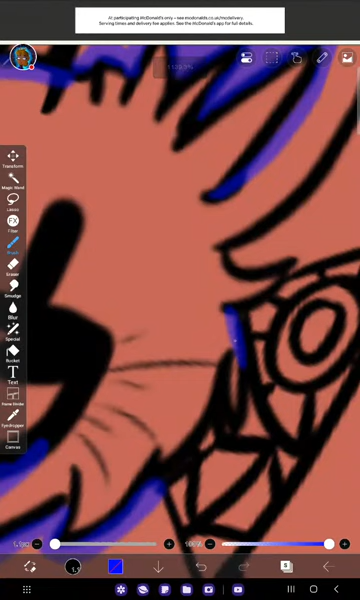 At participating McDonald's only – see mcdonalds.co.uk/mcdelivery.
Serving times and delivery fee applies. See the McDonald's app for full details.
Transform
Magic Wand
Lasso
FX
Filter
Brush
Eraser
Smudge
Blur
Special
Bucket
T
Text
Frame Divider
Eyedropper
Canvas
100%
5